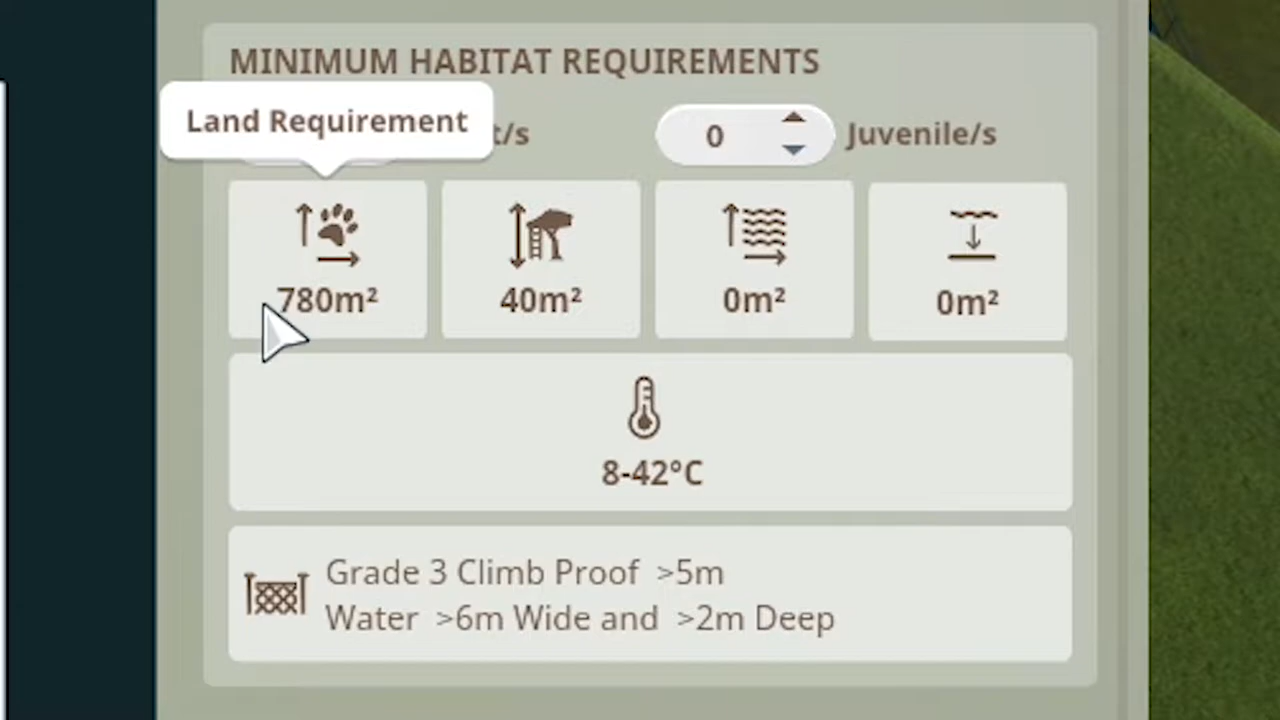 MINIMUM HABITAT REQUIREMENTS
Land Requirement
t/s
0
Juvenile/s
780m²
40m²
0m²
0m²
8-42°C
Grade 3 Climb Proof >5m
Water >6m Wide and >2m Deep